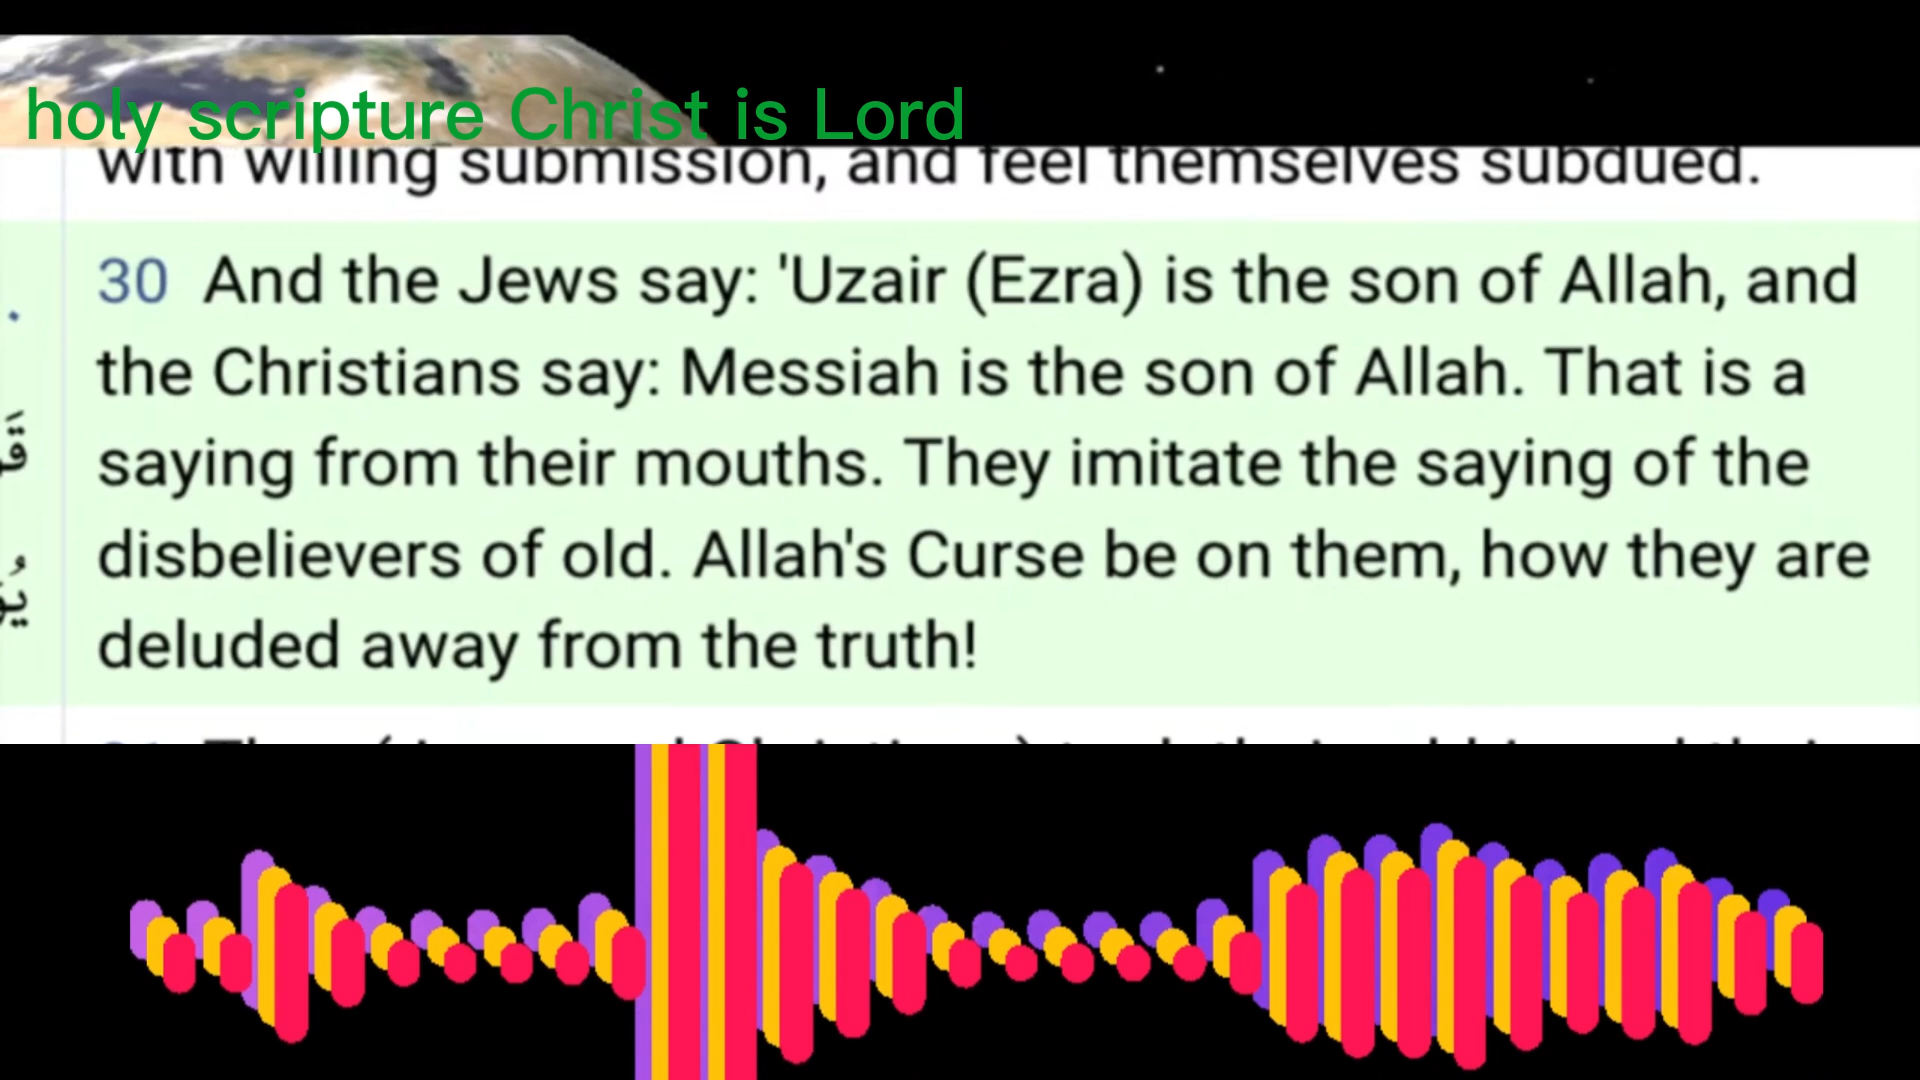 holy scripture Christ is Lord
with willing submission, and feel themselves subdued.
30 And the Jews say: 'Uzair (Ezra) is the son of Allah, and
the Christians say: Messiah is the son of Allah. That is a
saying from their mouths. They imitate the saying of the
disbelievers of old. Allah's Curse be on them, how they are
deluded away from the truth!